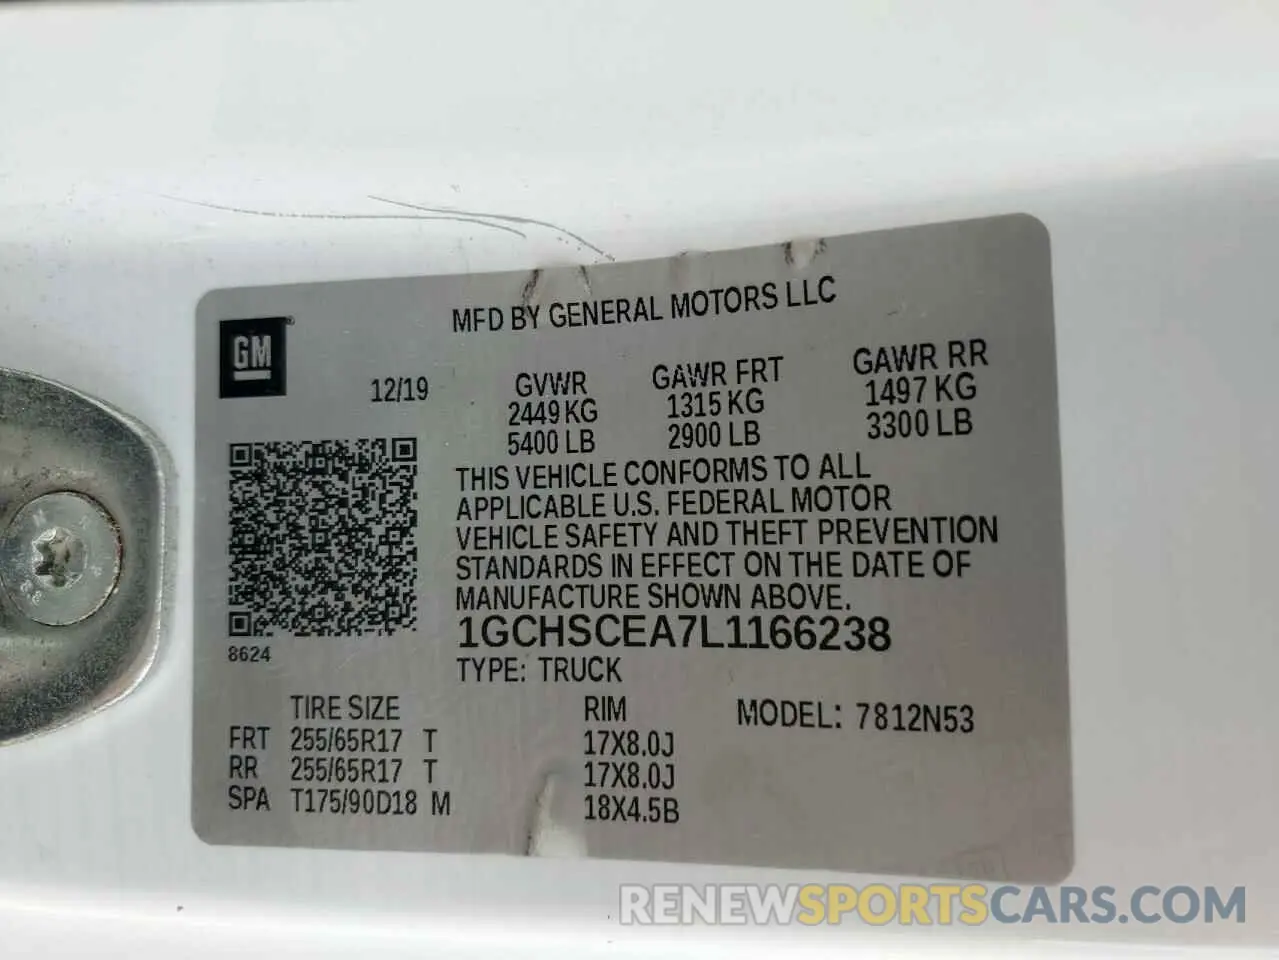 MFD BY GENERAL MOTORS LLC
GM
12/19
GVWR
2449 KG
5400 LB
GAWR FRT
1315 KG
2900 LB
GAWR RR
1497 KG
3300 LB
THIS VEHICLE CONFORMS TO ALL
APPLICABLE U.S. FEDERAL MOTOR
VEHICLE SAFETY AND THEFT PREVENTION
STANDARDS IN EFFECT ON THE DATE OF
MANUFACTURE SHOWN ABOVE.
1GCHSCEA7L1166238
8624
TYPE: TRUCK
TIRE SIZE RIM MODEL: 7812N53
FRT 255/65R17 T 17X8.0J
RR 255/65R17 T 17X8.0J
SPA T175/90D18 M 18X4.5B
RENEWSPORTSCARS.COM